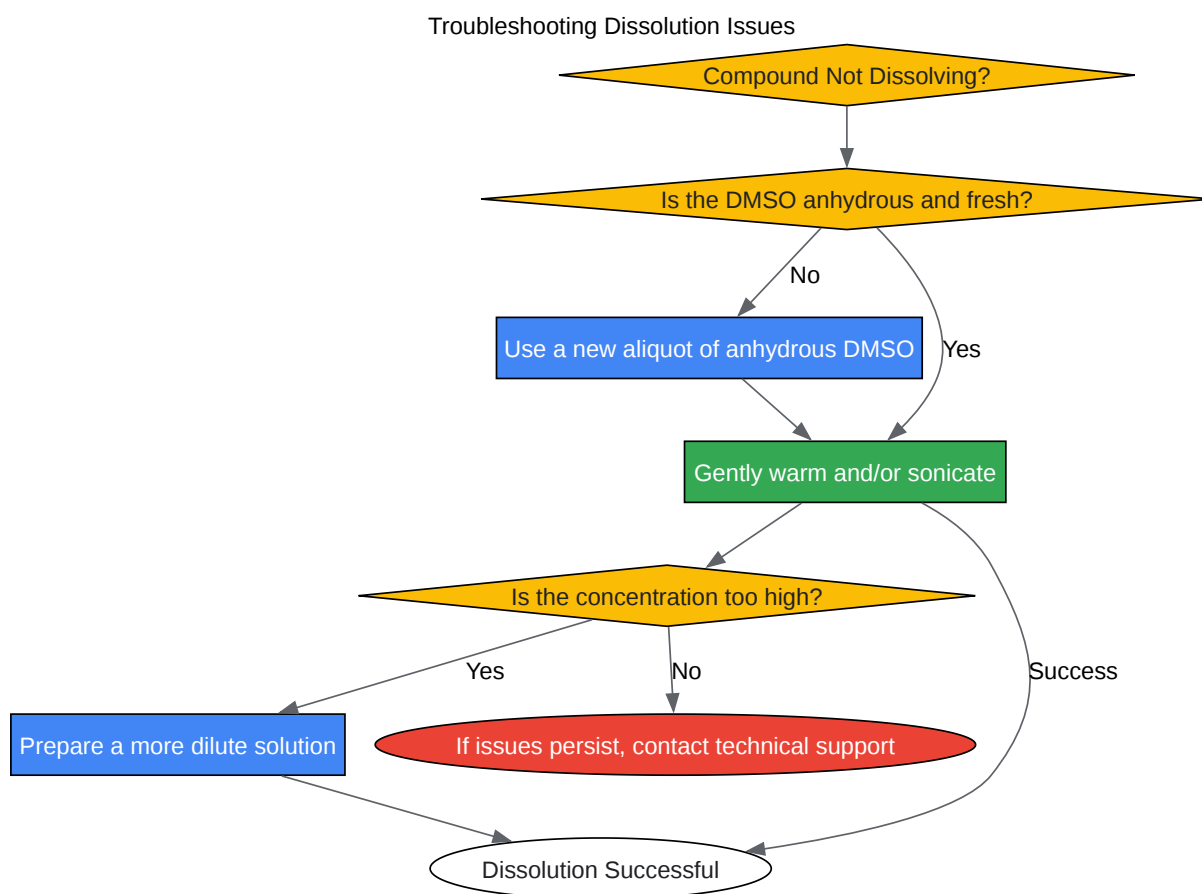 Troubleshooting Dissolution Issues
Compound Not Dissolving?
Is the DMSO anhydrous and fresh?
No
Use a new aliquot of anhydrous DMSO
Yes
Gently warm and/or sonicate
Is the concentration too high?
Yes
No
Success
Prepare a more dilute solution
If issues persist, contact technical support
Dissolution Successful